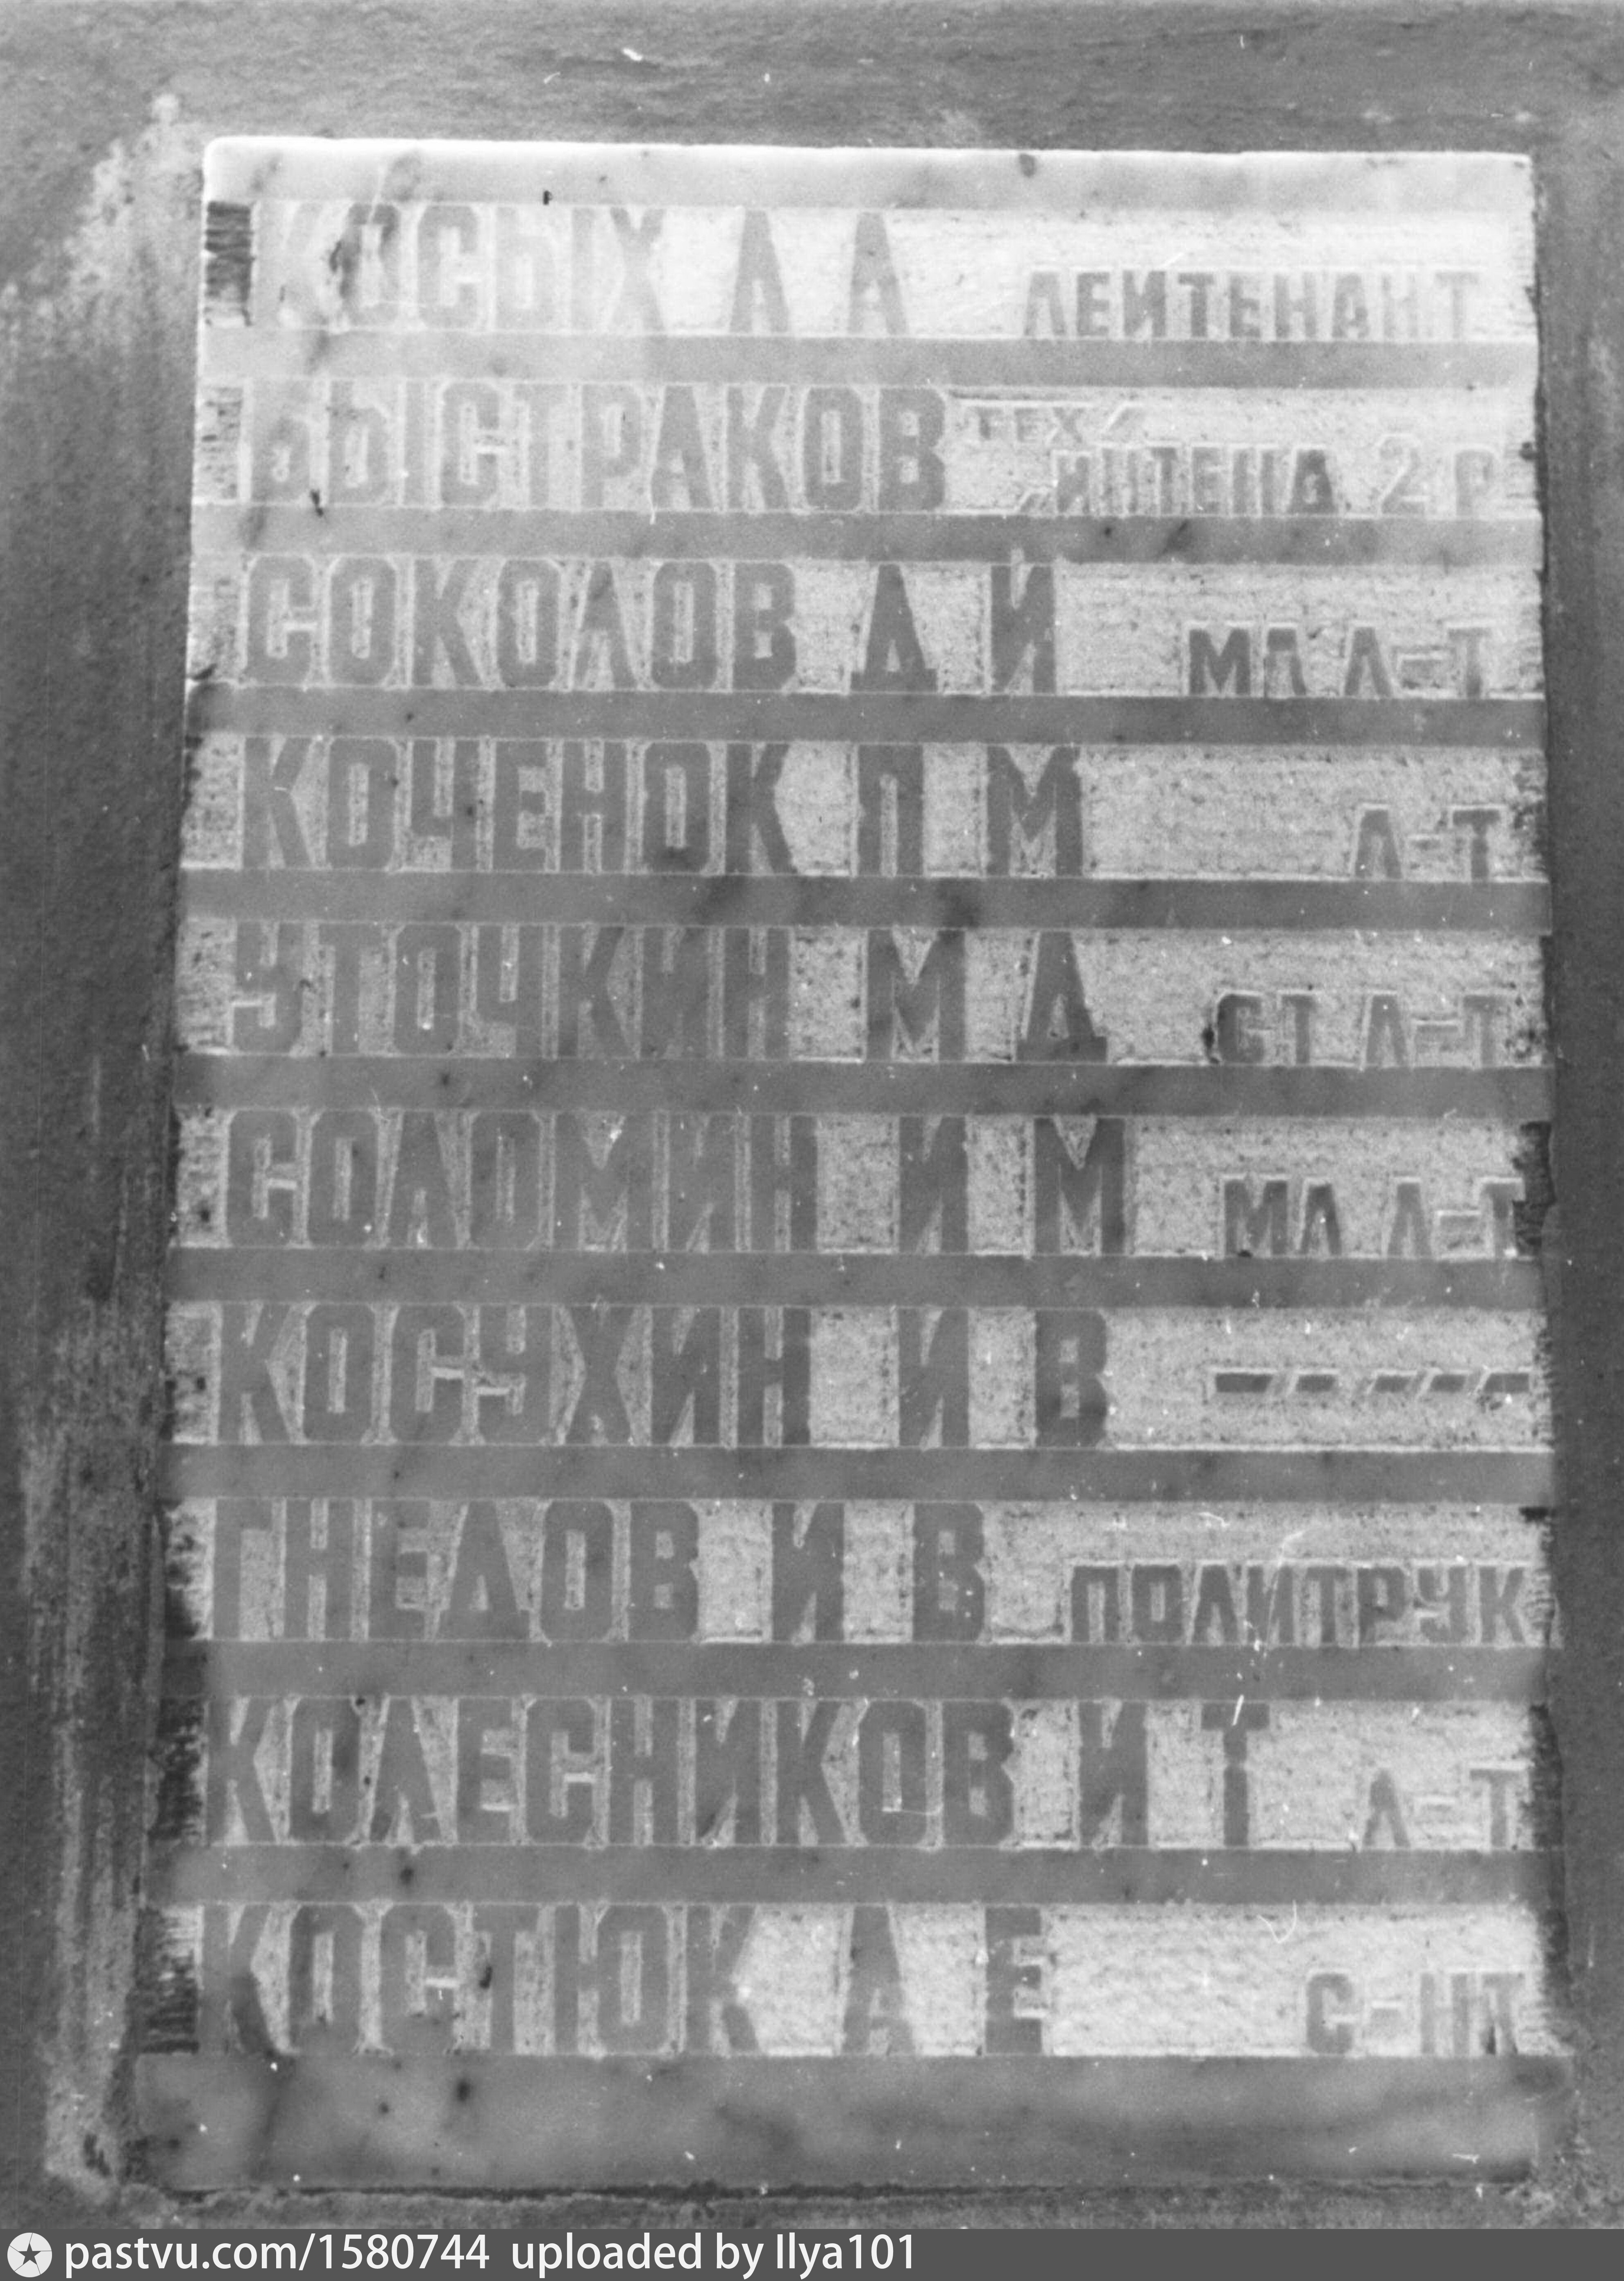 КОСЫХ А А ЛЕЙТЕНАНТ
БЫСТРАКОВ ТЕХ/ИНТЕНД 2 Р
СОКОЛОВ Д И МЛ Л-Т
КОЧЕНОК П М Л-Т
УТОЧКИН М Д СТ Л-Т
СОЛОМИН И М МЛ Л-Т
КОСУХИН И В -----
ГНЕДОВ И В ПОЛИТРУК
КОЛЕСНИКОВ И Т Л-Т
КОСТЮК А Е С-НТ
pastvu.com/1580744 uploaded by Ilya101